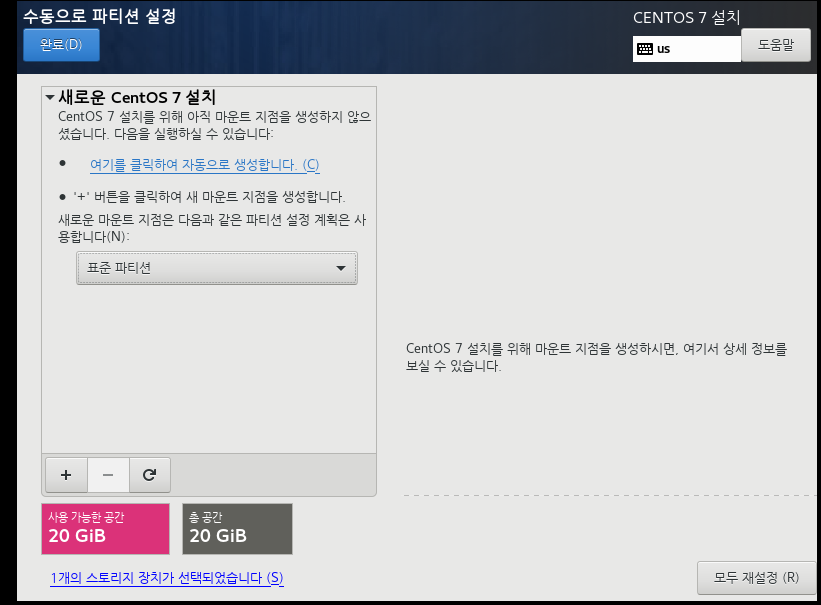 수동으로 파티션 설정
CENTOS 7 설치
완료(D)
us
도움말
새로운 CentOS 7 설치
CentOS 7 설치를 위해 아직 마운트 지점을 생성하지 않으
셨습니다. 다음을 실행하실 수 있습니다:
● 여기를 클릭하여 자동으로 생성합니다. (C)
● '+' 버튼을 클릭하여 새 마운트 지점을 생성합니다.
새로운 마운트 지점은 다음과 같은 파티션 설정 계획은 사
용합니다(N):
표준 파티션
CentOS 7 설치를 위해 마운트 지점을 생성하시면, 여기서 상세 정보를
보실 수 있습니다.
+ −
사용 가능한 공간
20 GiB
총 공간
20 GiB
1개의 스토리지 장치가 선택되었습니다 (S)
모두 재설정 (R)